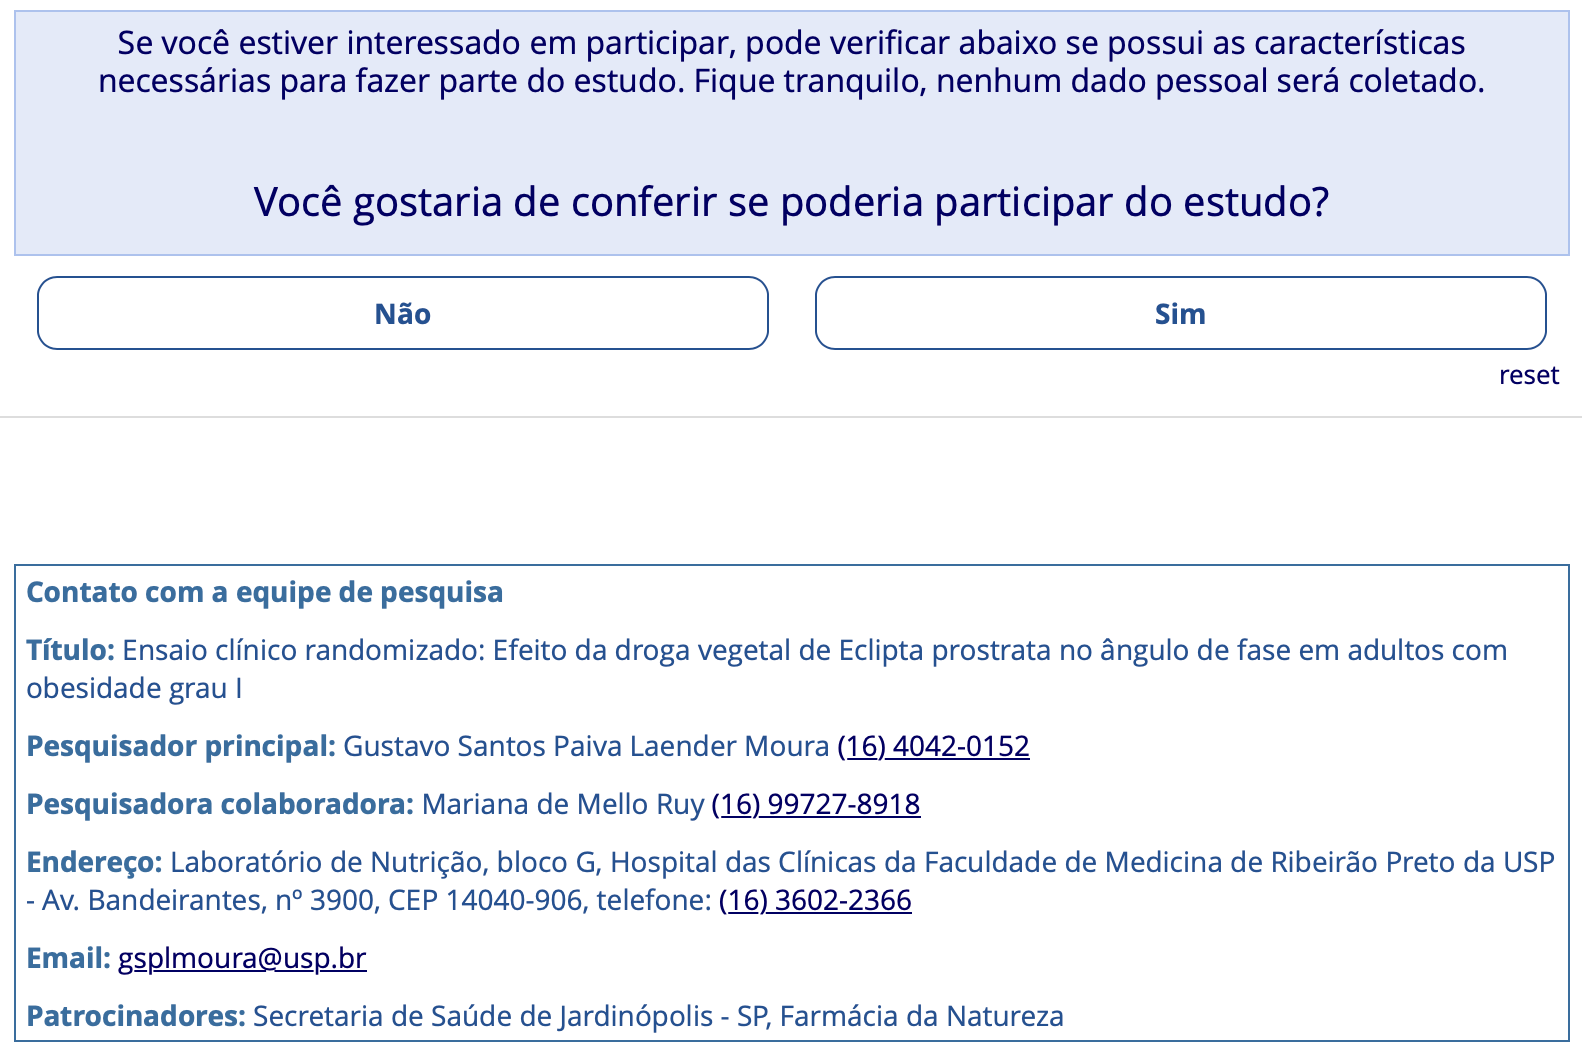 Se você estiver interessado em participar, pode verificar abaixo se possui as características
necessárias para fazer parte do estudo. Fique tranquilo, nenhum dado pessoal será coletado.
Você gostaria de conferir se poderia participar do estudo?
Não
Sim
reset
Contato com a equipe de pesquisa
Título: Ensaio clínico randomizado: Efeito da droga vegetal de Eclipta prostrata no ângulo de fase em adultos com
obesidade grau I
Pesquisador principal: Gustavo Santos Paiva Laender Moura (16) 4042-0152
Pesquisadora colaboradora: Mariana de Mello Ruy (16) 99727-8918
Endereço: Laboratório de Nutrição, bloco G, Hospital das Clínicas da Faculdade de Medicina de Ribeirão Preto da USP
- Av. Bandeirantes, nº 3900, CEP 14040-906, telefone: (16) 3602-2366
Email: gsplmoura@usp.br
Patrocinadores: Secretaria de Saúde de Jardinópolis - SP, Farmácia da Natureza